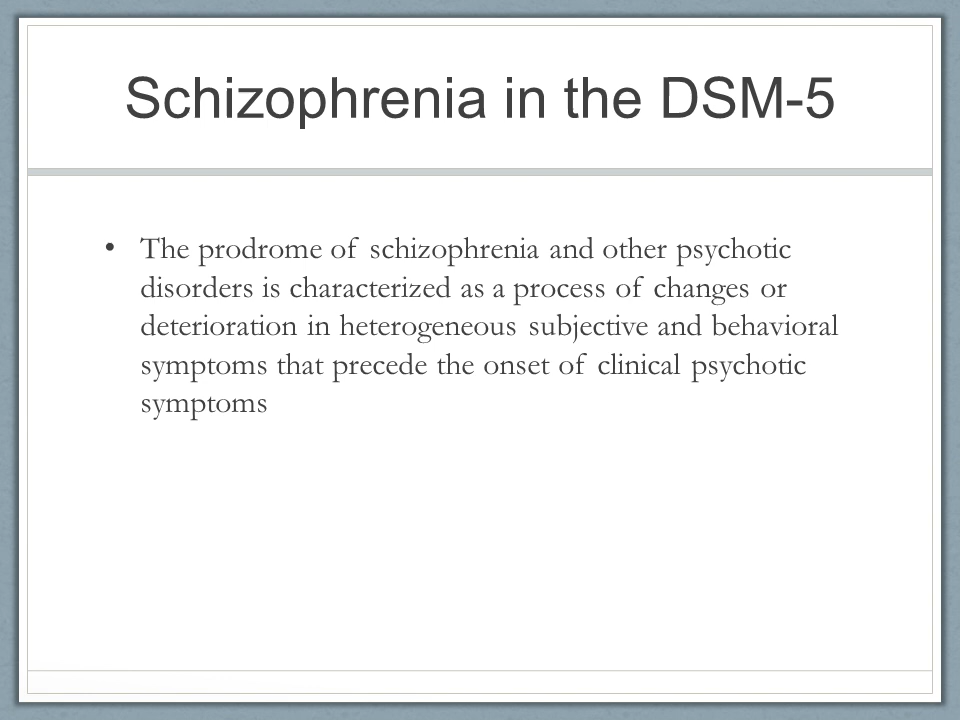 Schizophrenia in the DSM-5
• The prodrome of schizophrenia and other psychotic
disorders is characterized as a process of changes or
deterioration in heterogeneous subjective and behavioral
symptoms that precede the onset of clinical psychotic
symptoms